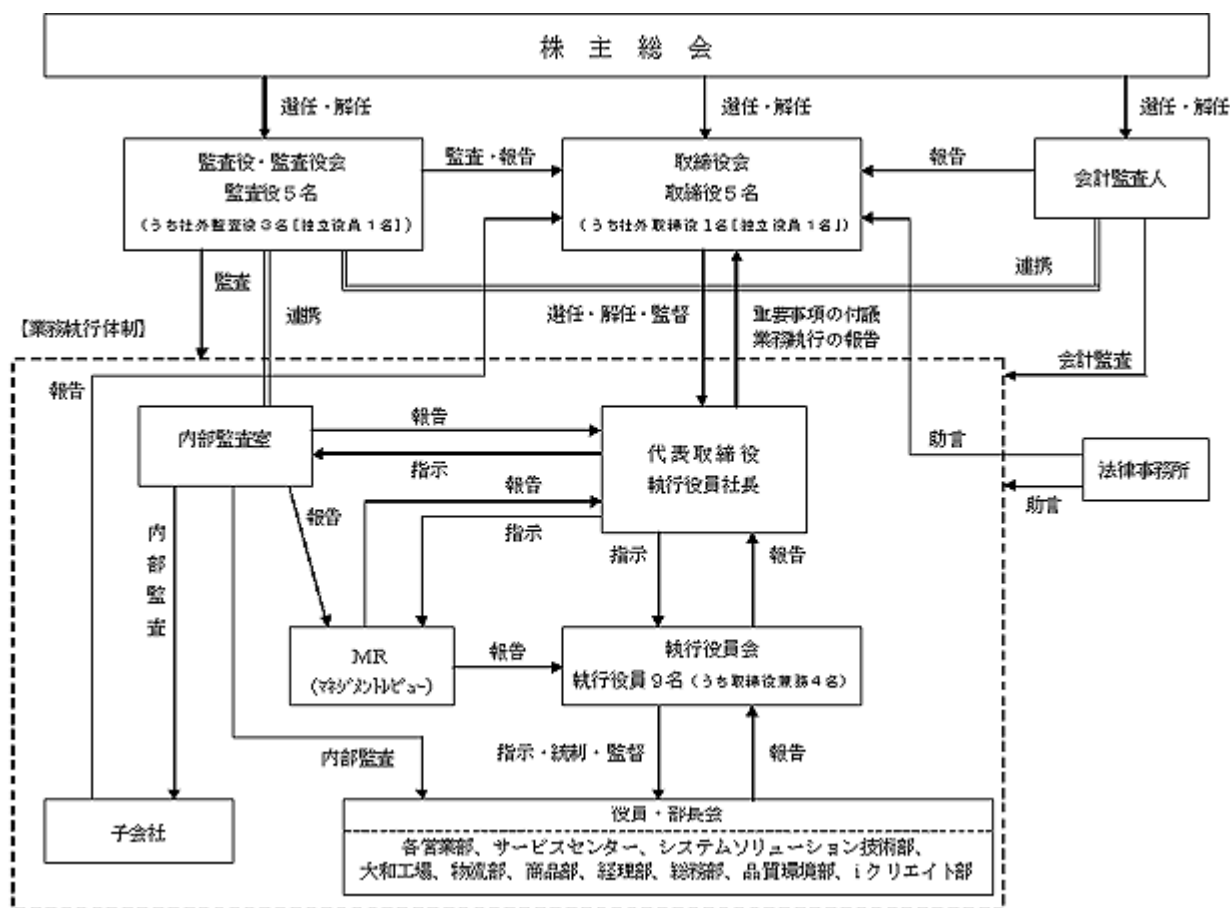 株主総会
選任・解任
選任・解任
選任・解任
監査役・監査役会
監査役5名
(うち社外監査役3名[独立役員1名])
監査・報告
取締役会
取締役5名
(うち社外取締役1名[独立役員1名])
報告
会計監査人
監査
連携
連携
選任・解任・監督
重要事項の付議
業務執行の報告
【業務執行体制】
報告
会計監査
内部監査室
報告
指示
代表取締役
執行役員社長
助言
法律事務所
助言
報告
報告
指示
内部監査
指示
報告
MR
(マネジメントレビュー)
報告
執行役員会
執行役員9名(うち取締役兼務4名)
内部監査
指示・統制・監督
報告
子会社
役員・部長会
各営業部、サービスセンター、システムソリューション技術部、
大和工場、物流部、商品部、経理部、総務部、品質環境部、iクリエイト部